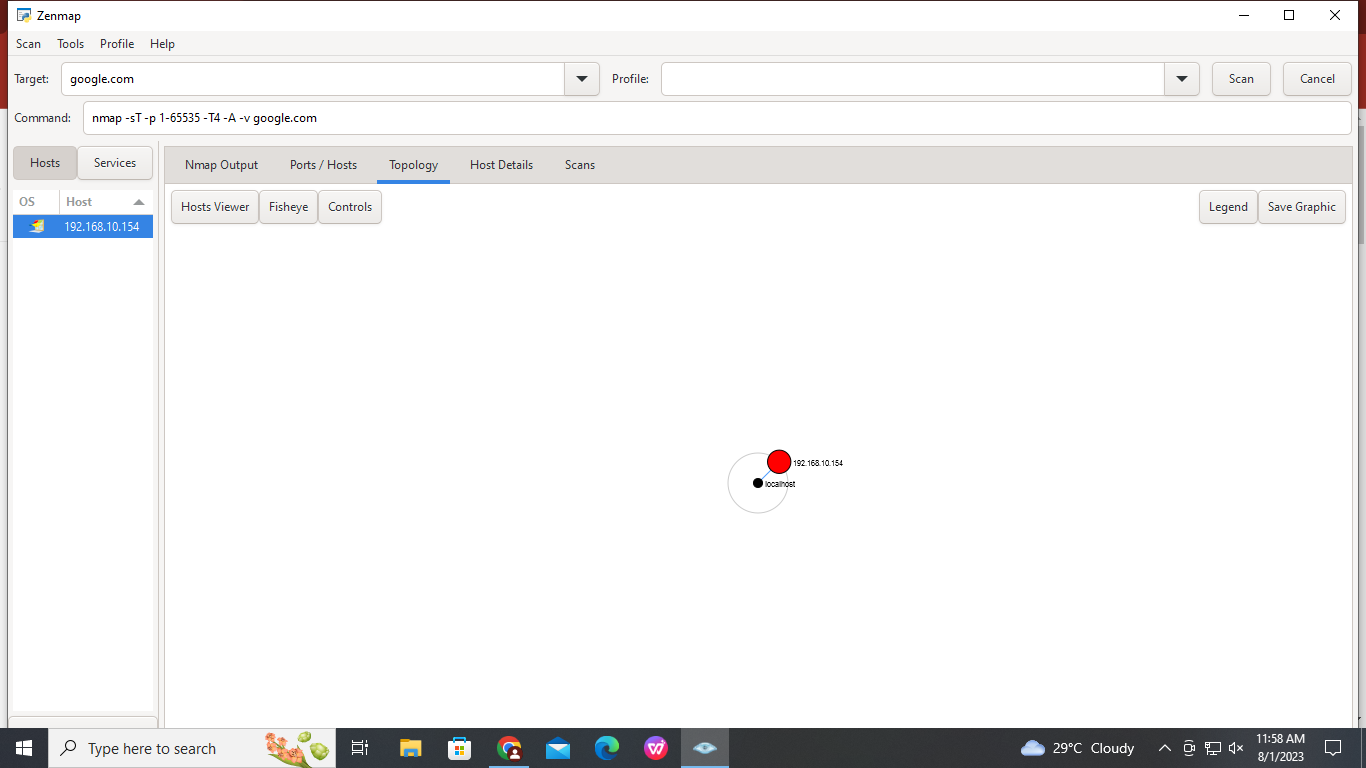 Zenmap
Scan Tools Profile Help
Target: google.com Profile: Scan Cancel
Command: nmap -sT -p 1-65535 -T4 -A -v google.com
Hosts Services Nmap Output Ports / Hosts Topology Host Details Scans
OS Host
192.168.10.154
Hosts Viewer Fisheye Controls Legend Save Graphic
192.168.10.154
localhost
Type here to search 29°C Cloudy 11:58 AM
8/1/2023